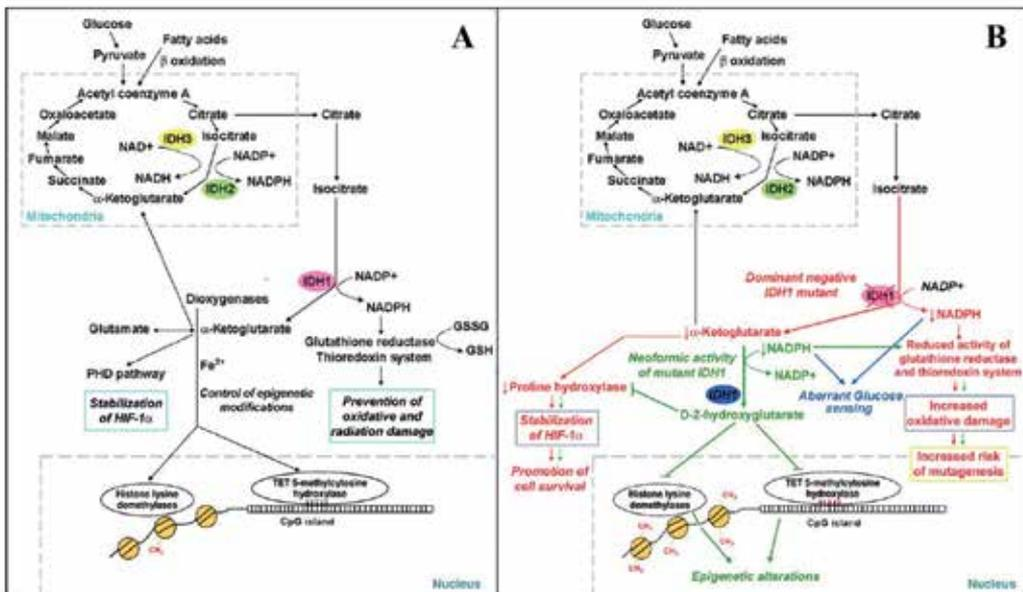 A
Glucose
Fatty acids
Pyruvate
β oxidation
Acetyl coenzyme A
Oxaloacetate
Citrate
Citrate
Malate
IDH3
Isocitrate
NAD+
NADP+
Fumarate
NADH
NADPH
Succinate
IDH2
Isocitrate
α-Ketoglutarate
Mitochondria
IDH1
NADP+
Dioxygenases
NADPH
Glutamate
α-Ketoglutarate
GSSG
Glutathione reductase
Thioredoxin system
GSH
PHD pathway
Fe2+
Control of epigenetic
modifications
Stabilization
of HIF-1α
Prevention of
oxidative and
radiation damage
Histone lysine
demethylases
TET 5-methylcytosine
hydroxylase
CpG island
CH3
Nucleus
B
Glucose
Fatty acids
Pyruvate
β oxidation
Acetyl coenzyme A
Oxaloacetate
Citrate
Citrate
Malate
IDH3
Isocitrate
NAD+
NADP+
Fumarate
NADH
NADPH
Succinate
IDH2
Isocitrate
α-Ketoglutarate
Mitochondria
Dominant negative
IDH1 mutant
IDH1
NADP+
↓NADPH
↓α-Ketoglutarate
Neoformic activity
of mutant IDH1
↓NADPH
NADP+
Reduced activity of
glutathione reductase
and thioredoxin system
↓Proline hydroxylase
IDH1
Aberrant Glucose
sensing
D-2-hydroxyglutarate
Stabilization
of HIF-1α
Increased
oxidative damage
Promotion of
cell survival
Increased risk
of mutagenesis
Histone lysine
demethylases
TET 5-methylcytosine
hydroxylase
CpG island
CH3
CH3
CH3
CH3
CH3
Epigenetic alterations
Nucleus